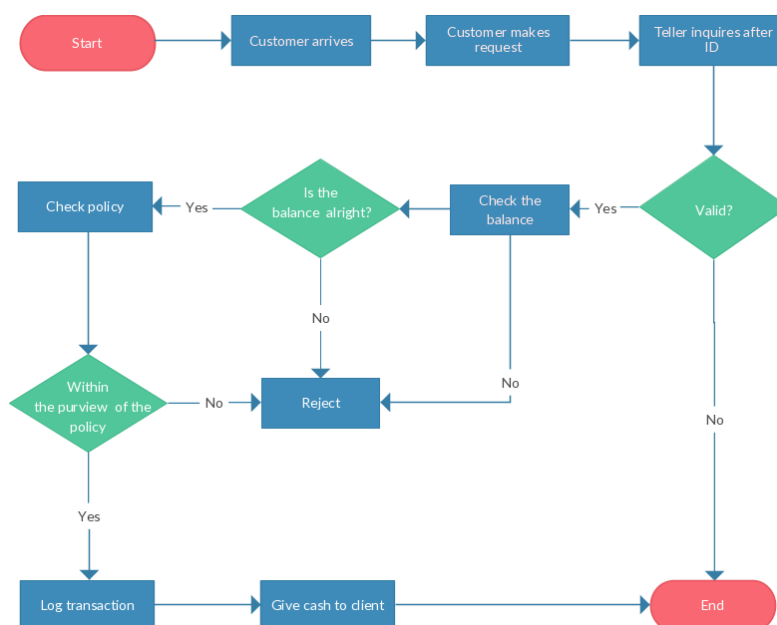 Start
Customer arrives
Customer makes
request
Teller inquires after
ID
Valid?
Yes
Check the
balance
Is the
balance alright?
Yes
Check policy
No
No
No
Within
the purview of the
policy
No
Reject
Yes
Log transaction
Give cash to client
End